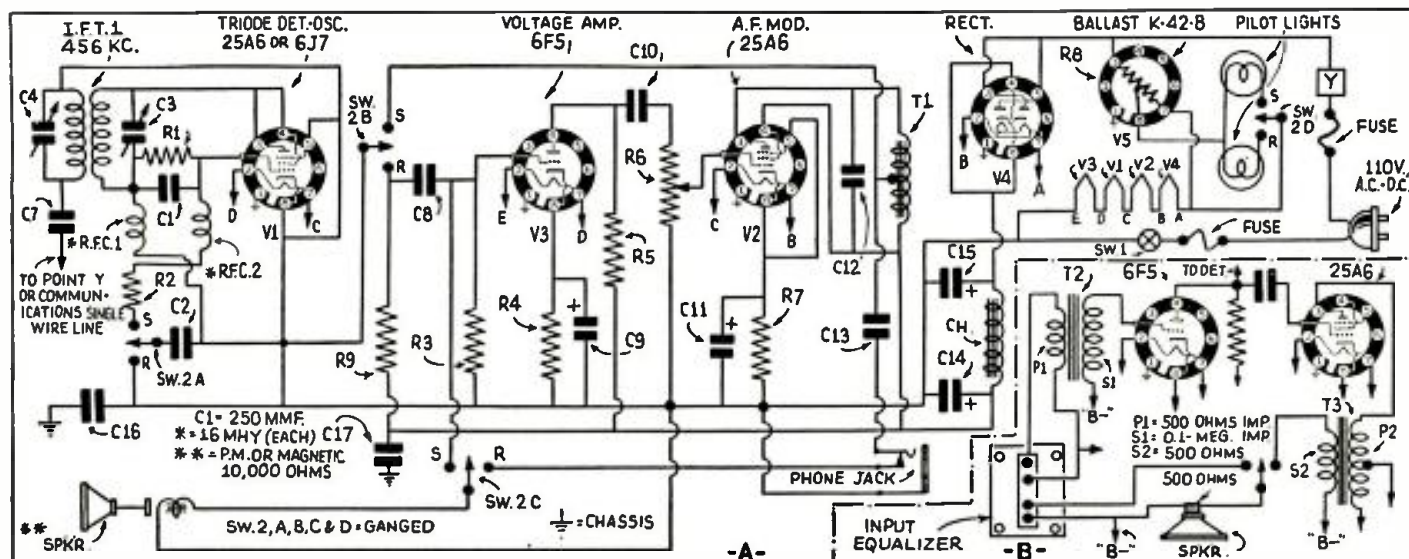 I.F.T.1
456 KC.
TRIODE DET.-OSC.
25A6 OR 6J7
VOLTAGE AMP.
6F5
A.F. MOD.
25A6
RECT.
BALLAST K-42-B
PILOT LIGHTS
C4
C3
R1
C1
C7
* R.F.C.1
* R.F.C.2
D
V1
C
TO POINT Y
OR COMMUNI-
CATIONS SINGLE
WIRE LINE
R2
C2
S
R
SW.2A
C16
SW.
2B
S
R
C8
R9
R3
E
V3
D
R4
C9
+
C10
R5
R6
C
V2
B
C11
+
R7
C12
C13
T1
B
V4
A
R8
V5
S
SW
2D
R
Y
FUSE
V3
V1
V2
V4
E
D
C
B
A
110V.
A.C.-D.C.
SW.1
FUSE
C15
+
CH
C14
+
C1 = 250 MMF.
* = 16 MHY (EACH)
** = P.M. OR MAGNETIC
10,000 OHMS
C17
S
R
SW.2C
PHONE JACK
** SPKR.
SW.2, A, B, C & D = GANGED
= CHASSIS
-A-
T2
6F5
TO DET
25A6
P1
S1
"B-"
P1 = 500 OHMS IMP.
S1 = 0.1-MEG. IMP.
S2 = 500 OHMS
T3
P2
S2
"B-"
500 OHMS
INPUT
EQUALIZER
-B-
"B-"
SPKR.